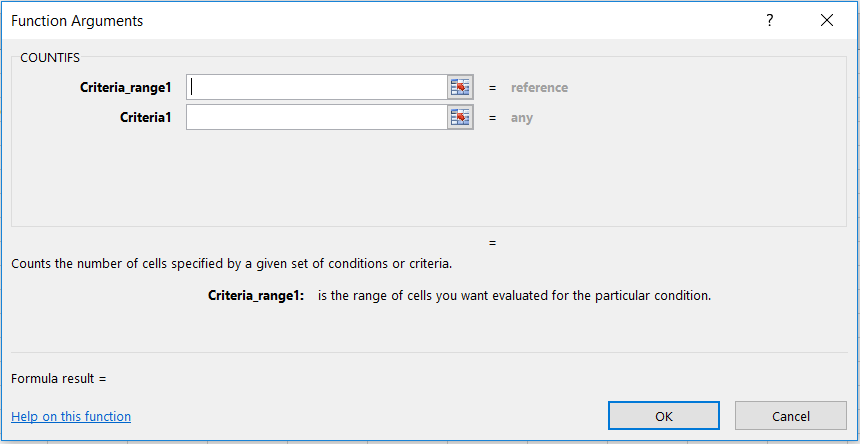 Function Arguments ?
COUNTIFS
Criteria_range1 = reference
Criteria1 = any
=
Counts the number of cells specified by a given set of conditions or criteria.
Criteria_range1: is the range of cells you want evaluated for the particular condition.
Formula result =
Help on this function OK Cancel